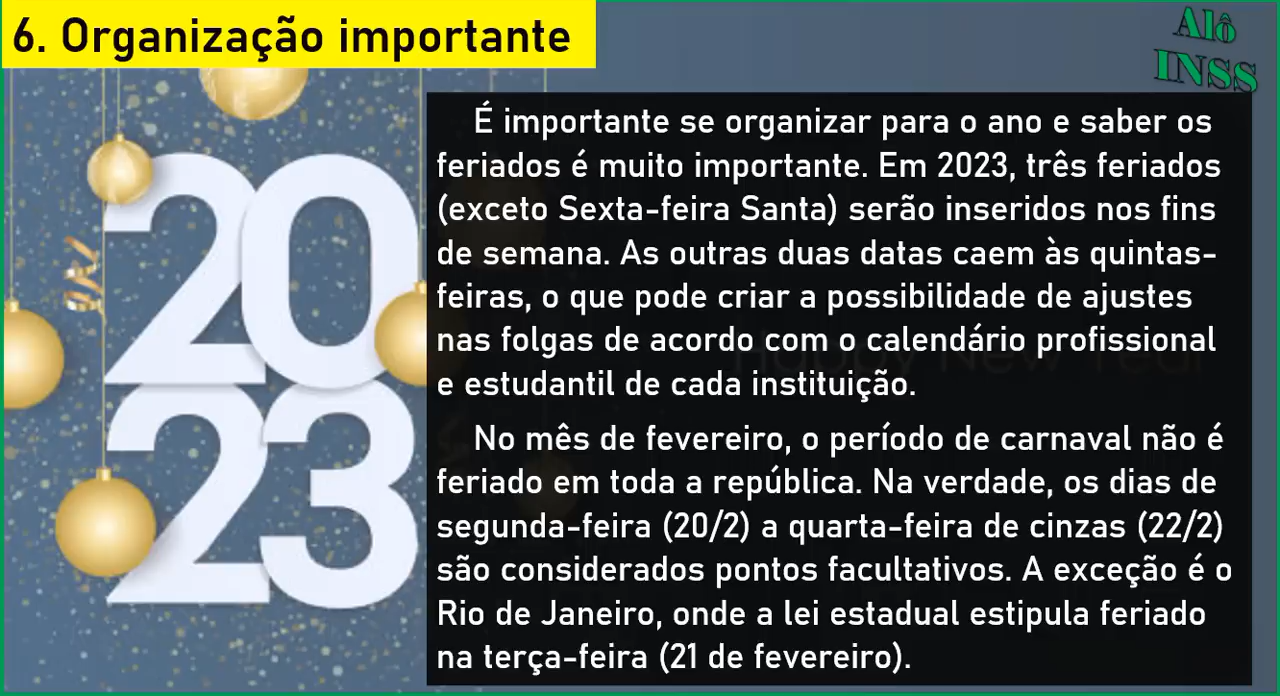 6. Organização importante
Alô
INSS
20
23
É importante se organizar para o ano e saber os
feriados é muito importante. Em 2023, três feriados
(exceto Sexta-feira Santa) serão inseridos nos fins
de semana. As outras duas datas caem às quintas-
feiras, o que pode criar a possibilidade de ajustes
nas folgas de acordo com o calendário profissional
e estudantil de cada instituição.
No mês de fevereiro, o período de carnaval não é
feriado em toda a república. Na verdade, os dias de
segunda-feira (20/2) a quarta-feira de cinzas (22/2)
são considerados pontos facultativos. A exceção é o
Rio de Janeiro, onde a lei estadual estipula feriado
na terça-feira (21 de fevereiro).
Happy New Year